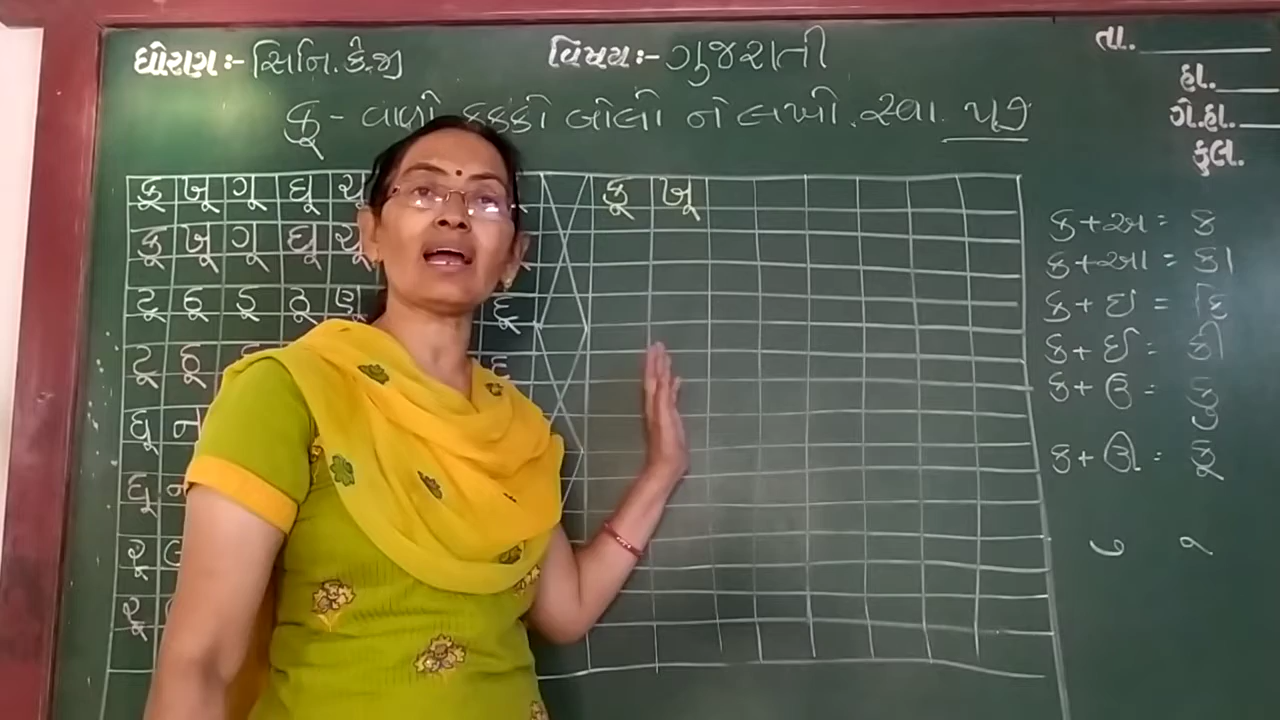 ધોરણ:- સિનિ. કે.જી વિષય:- ગુજરાતી તા.
હા.
ગે.હા.
કુલ.
કૂ - વાળો કક્કો બોલો ને લખો.
કૂ ખૂ ગૂ ઘૂ ચૂ કૂ ખૂ
કૂ ખૂ ગૂ ઘૂ ચૂ
ટૂ ઠૂ ડૂ ઢૂ ણૂ દૂ
ટૂ ઠૂ
ધૂ
ધૂ
રૂ
રૂ
ક + અ = ક
ક + આ = કા
ક + ઇ = કિ
ક + ઈ = કી
ક + ઉ = કુ
ક + ઊ = કૂ
ુ ૂ